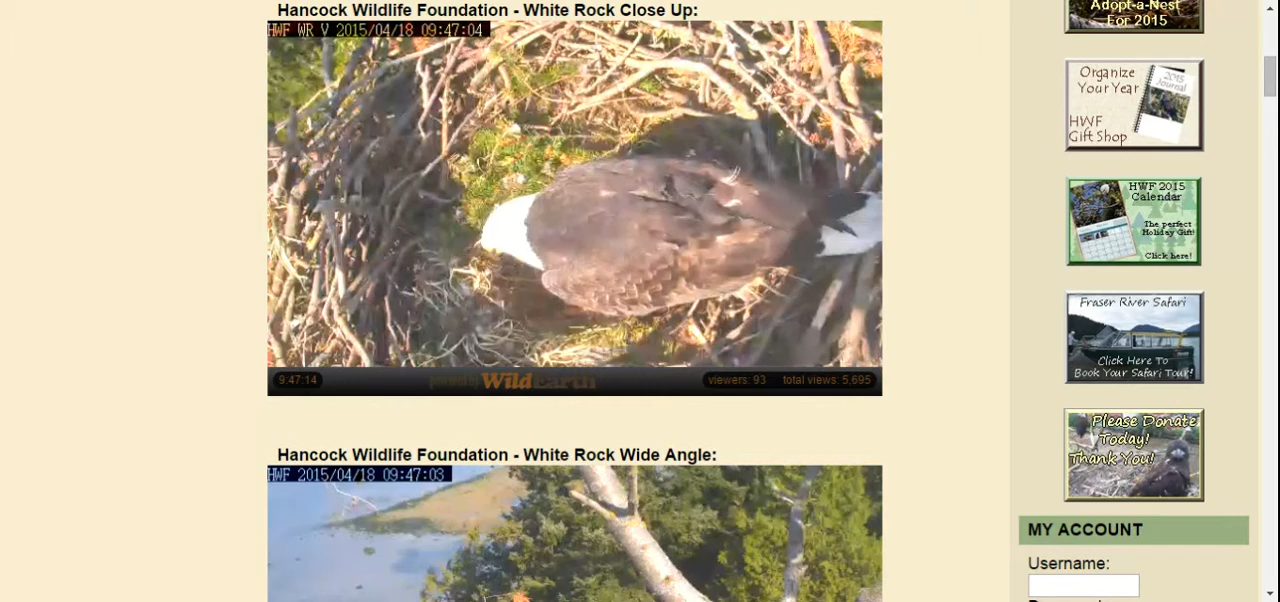 Hancock Wildlife Foundation - White Rock Close Up:
HWF WR V 2015/04/18 09:47:04
9:47:14
powered by WildEarth
viewers: 93 total views: 5,695
Hancock Wildlife Foundation - White Rock Wide Angle:
HWF 2015/04/18 09:47:03
Adopt-a-Nest
For 2015
Organize
Your Year
2015
Journal
HWF
Gift Shop
HWF 2015
Calendar
The perfect
Holiday Gift!
Click here!
Fraser River Safari
Click Here To
Book Your Safari Tour!
Please Donate
Today!
Thank You!
MY ACCOUNT
Username: